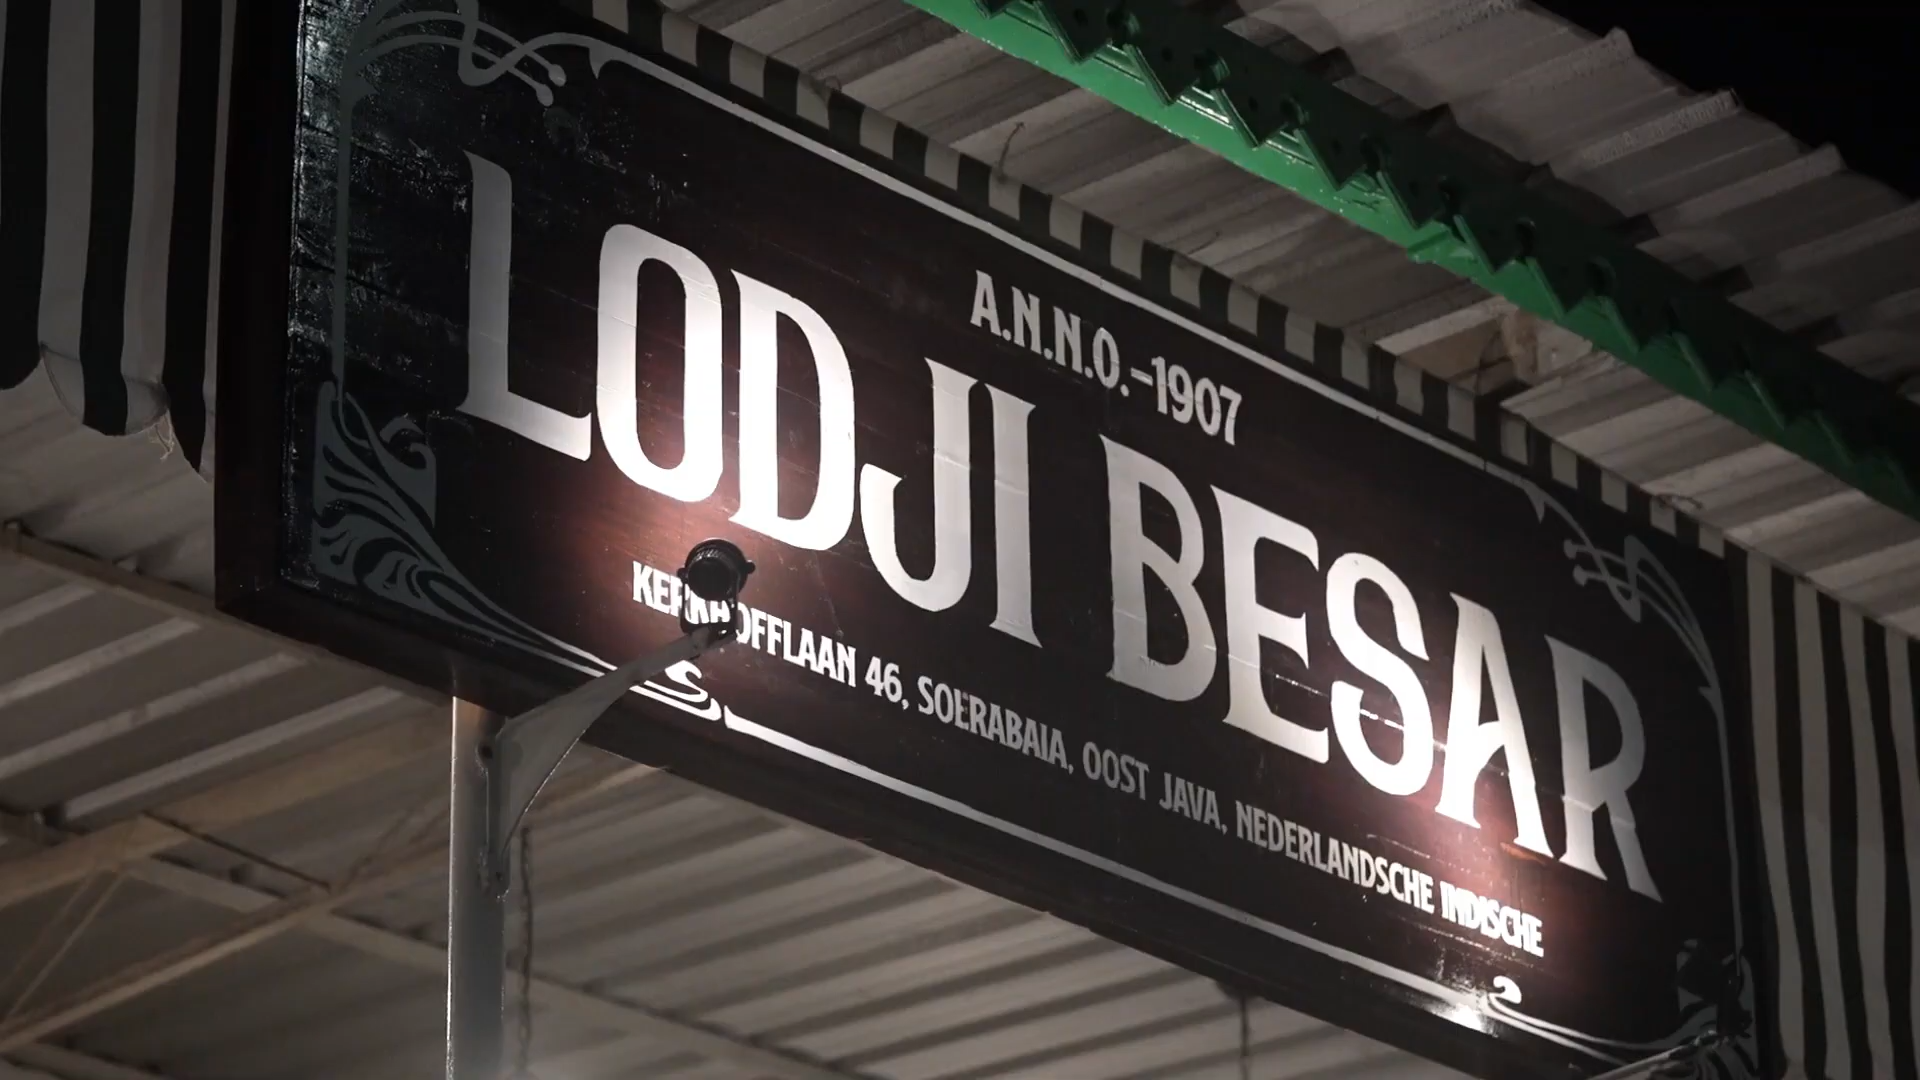 A.N.N.O.-1907
LODJI BESAR
KERKHOFFLAAN 46, SOERABAIA, OOST JAVA, NEDERLANDSCHE INDISCHE